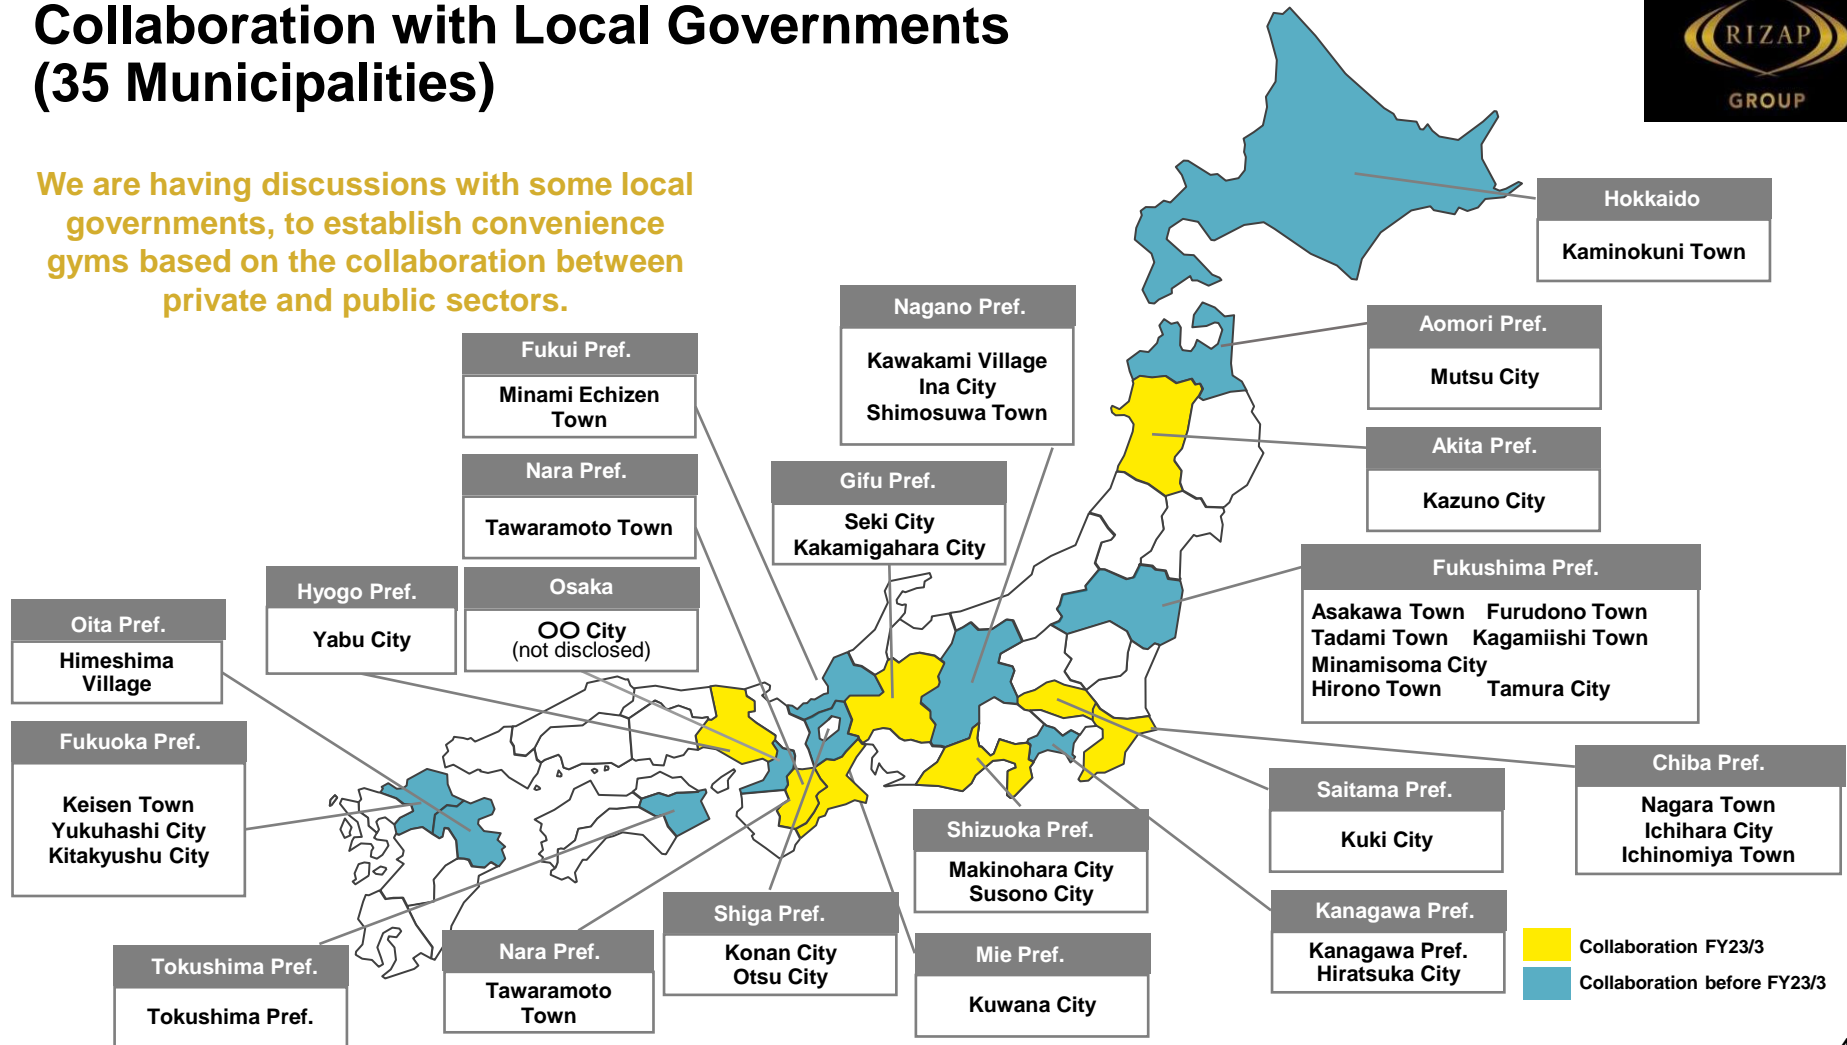 Collaboration with Local Governments
(35 Municipalities)
RIZAP
GROUP
We are having discussions with some local
governments, to establish convenience
gyms based on the collaboration between
private and public sectors.
Hokkaido
Kaminokuni Town
Nagano Pref.
Kawakami Village
Ina City
Shimosuwa Town
Aomori Pref.
Mutsu City
Fukui Pref.
Minami Echizen
Town
Akita Pref.
Kazuno City
Nara Pref.
Tawaramoto Town
Gifu Pref.
Seki City
Kakamigahara City
Fukushima Pref.
Asakawa Town Furudono Town
Tadami Town Kagamiishi Town
Minamisoma City
Hirono Town Tamura City
Hyogo Pref.
Yabu City
Osaka
OO City
(not disclosed)
Oita Pref.
Himeshima
Village
Fukuoka Pref.
Keisen Town
Yukuhashi City
Kitakyushu City
Chiba Pref.
Nagara Town
Ichihara City
Ichinomiya Town
Saitama Pref.
Kuki City
Shizuoka Pref.
Makinohara City
Susono City
Shiga Pref.
Konan City
Otsu City
Kanagawa Pref.
Kanagawa Pref.
Hiratsuka City
Tokushima Pref.
Tokushima Pref.
Nara Pref.
Tawaramoto
Town
Mie Pref.
Kuwana City
Collaboration FY23/3
Collaboration before FY23/3